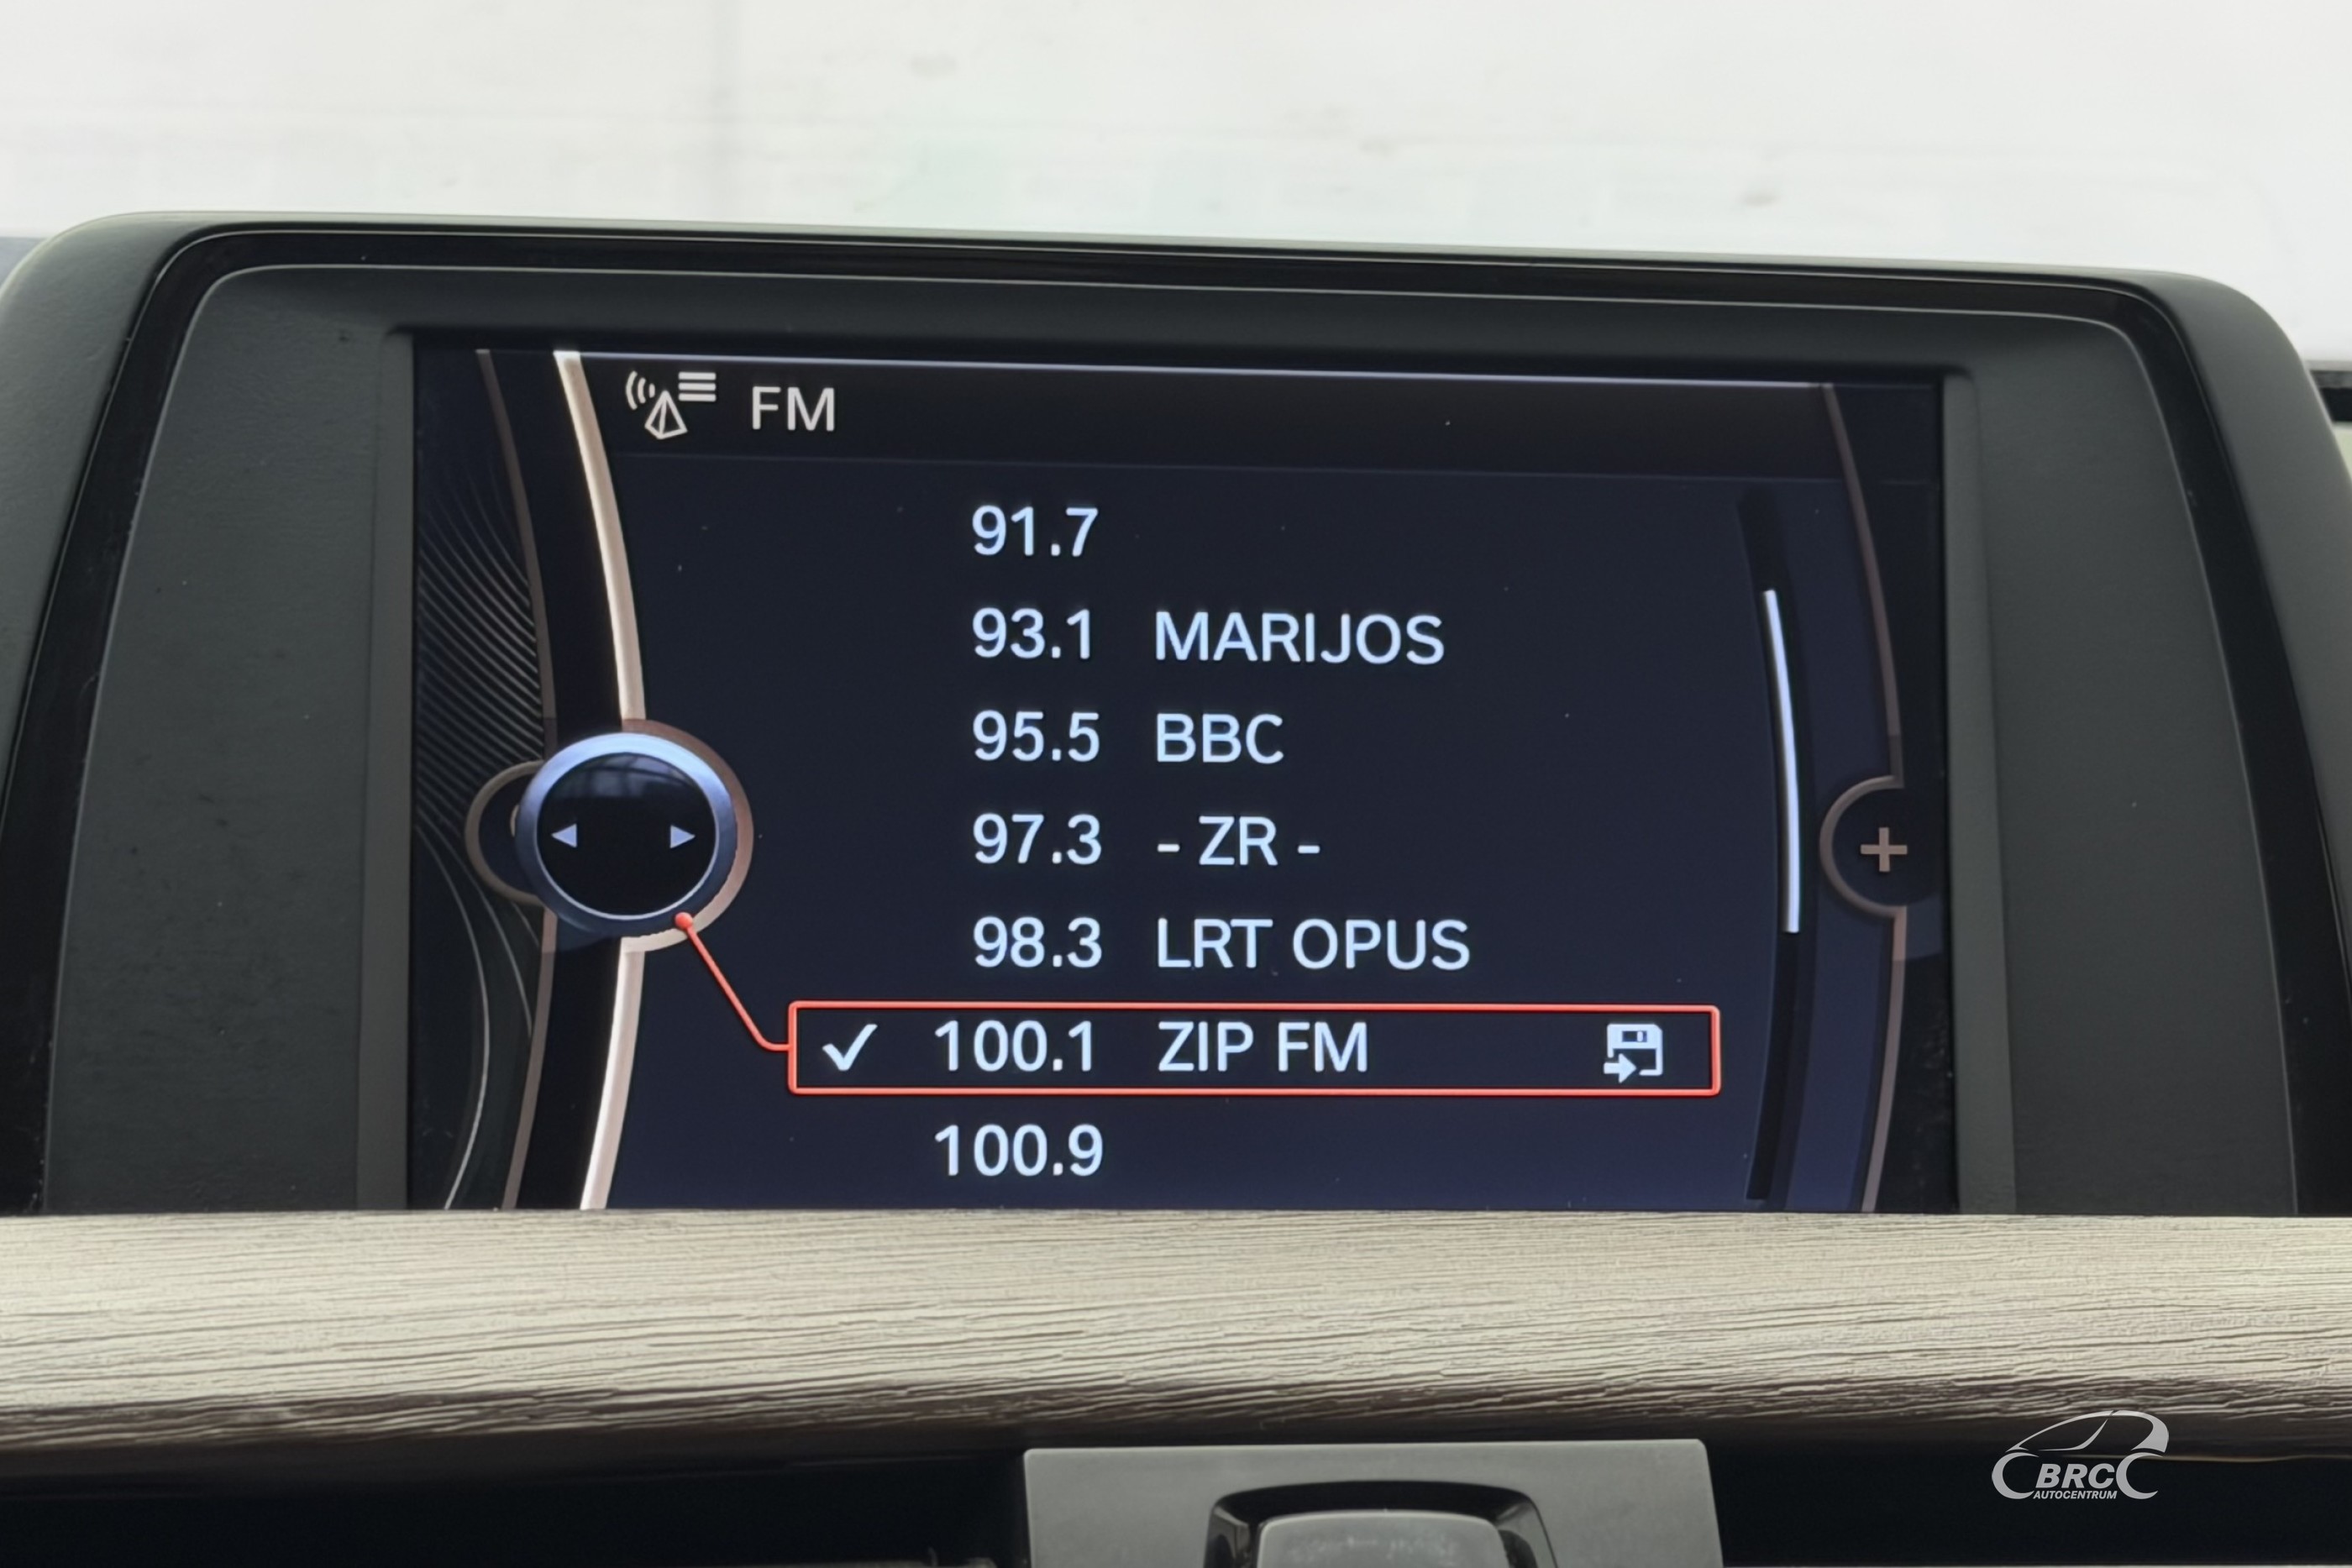 FM
91.7
93.1 MARIJOS
95.5 BBC
97.3 - ZR -
98.3 LRT OPUS
✓ 100.1 ZIP FM
100.9
+
BRC
AUTOCENTRUM